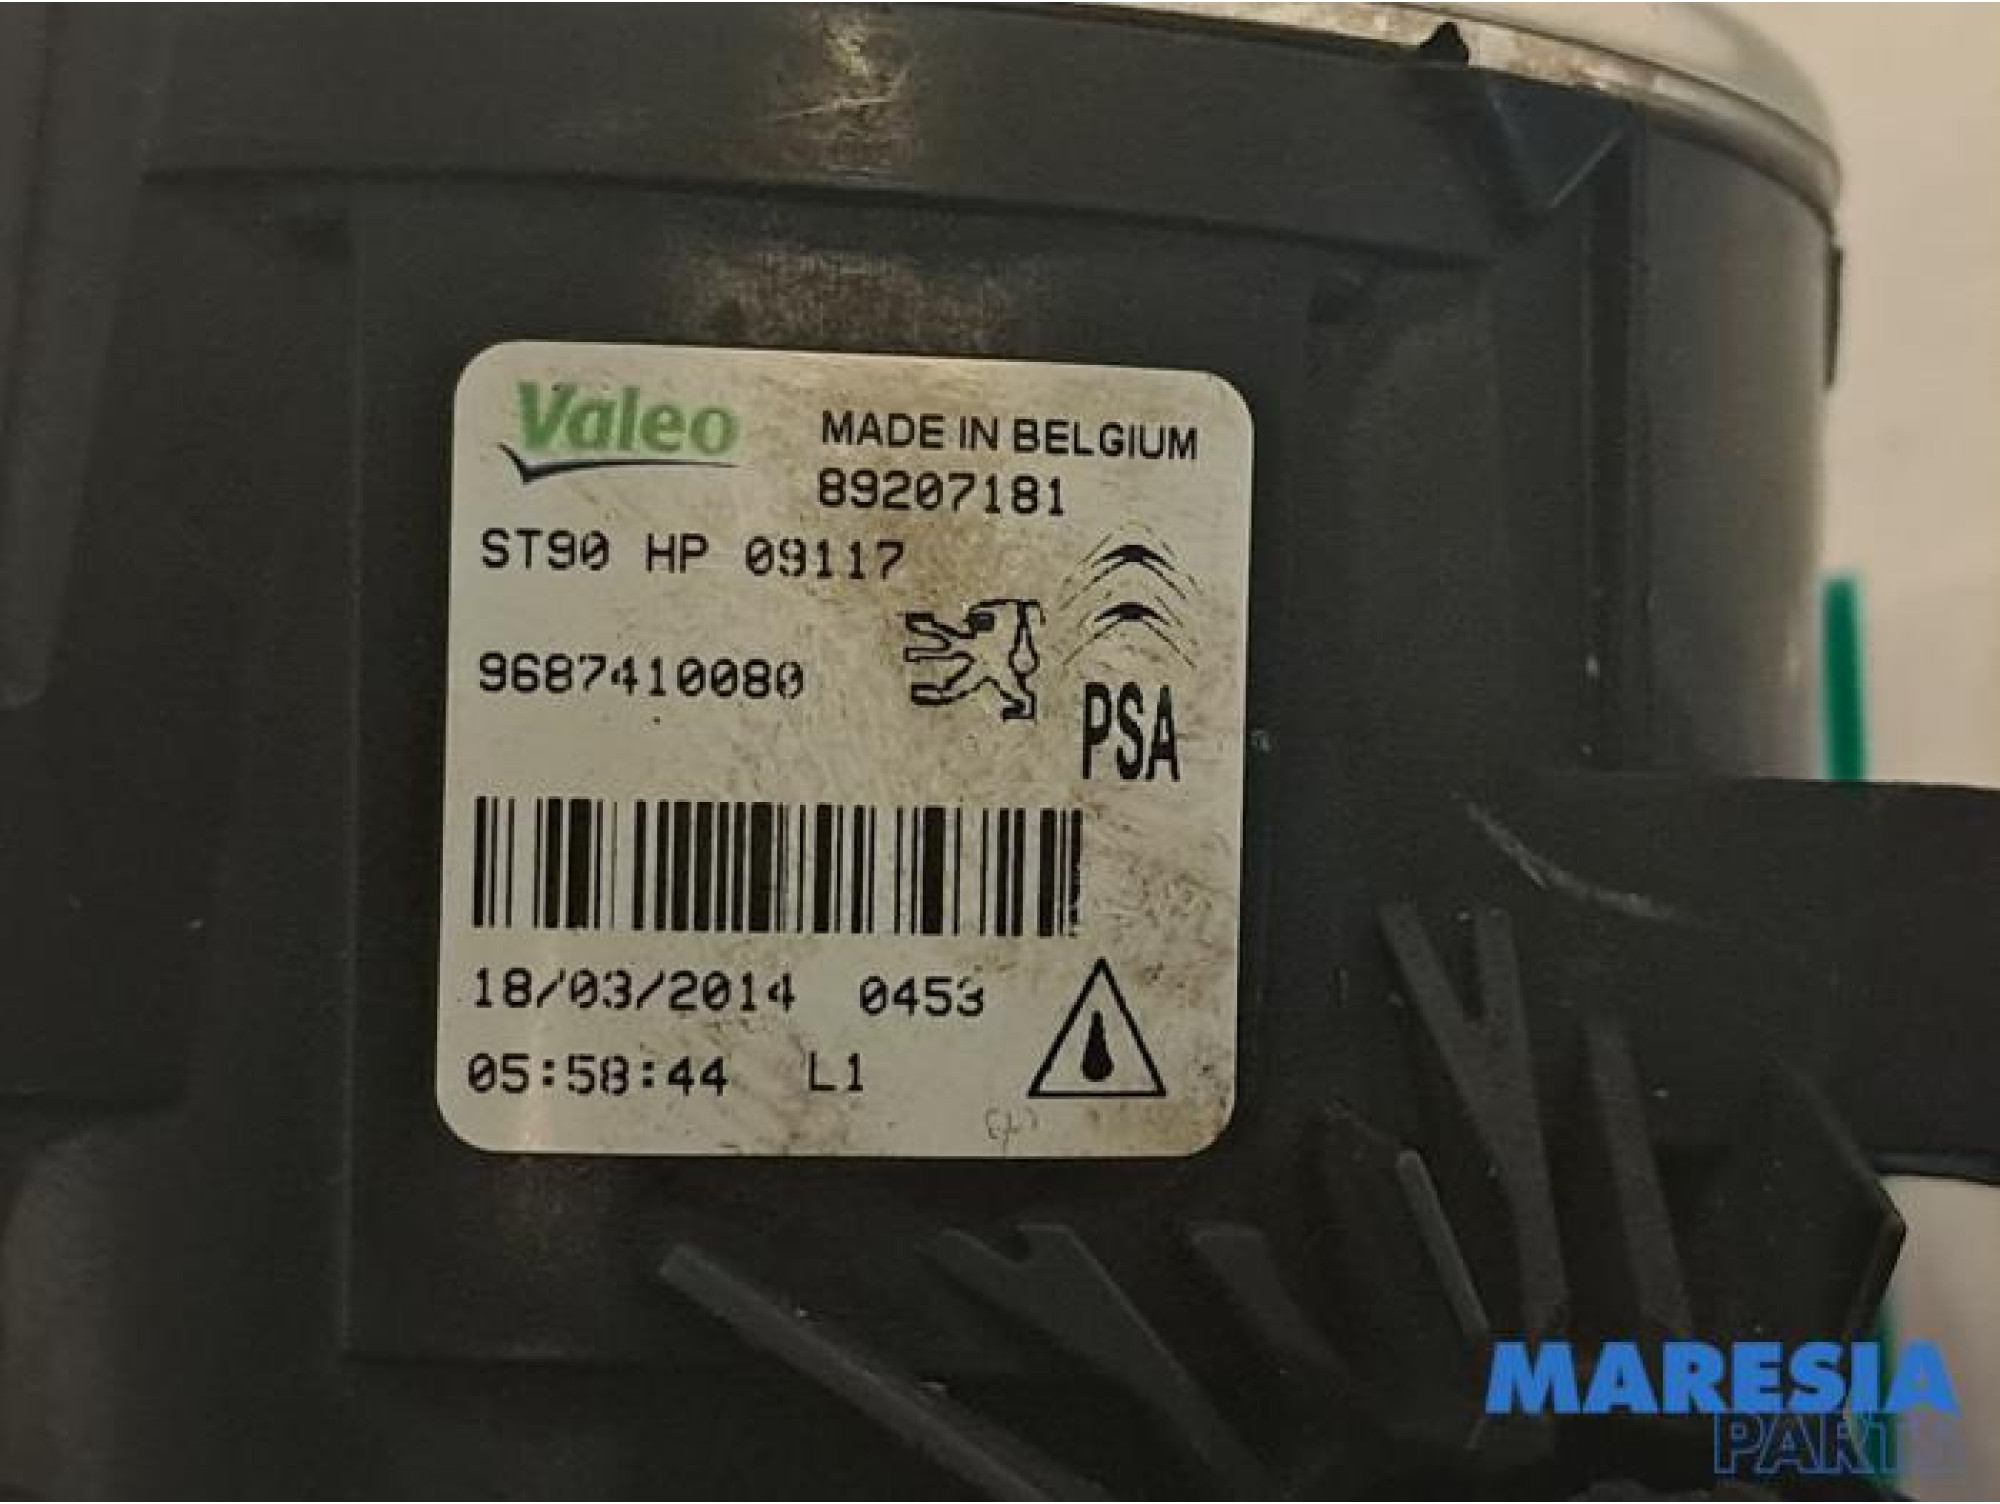 Valeo
MADE IN BELGIUM
89207181
ST90 HP 09117
9687410080
PSA
18/03/2014 0453
05:58:44 L1
MARESIA
PARTS